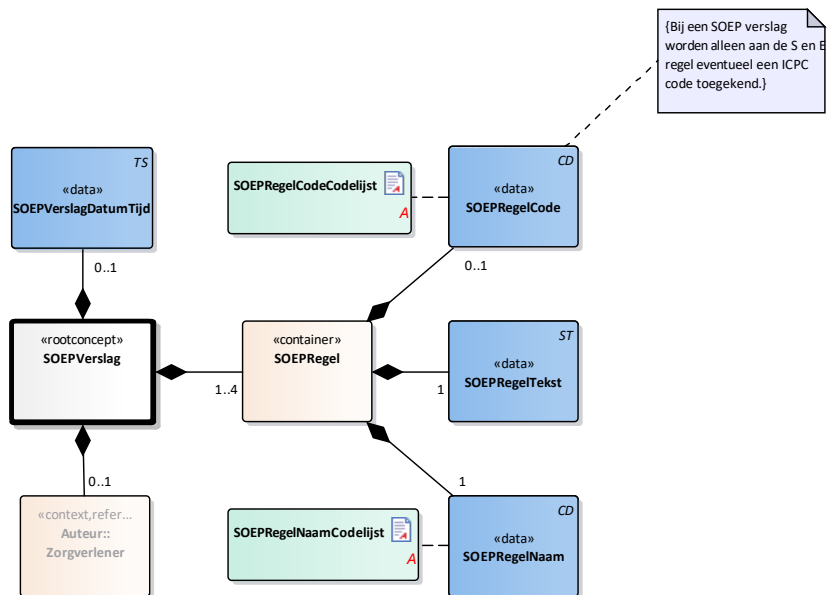 {Bij een SOEP verslag
worden alleen aan de S en E
regel eventueel een ICPC
code toegekend.}
TS
«data»
SOEPVerslagDatumTijd
SOEPRegelCodeCodelijst
A
CD
«data»
SOEPRegelCode
0..1
0..1
«rootconcept»
SOEPVerslag
1..4
«container»
SOEPRegel
ST
«data»
SOEPRegelTekst
1
0..1
1
«context,refer...
Auteur::
Zorgverlener
SOEPRegelNaamCodelijst
A
CD
«data»
SOEPRegelNaam